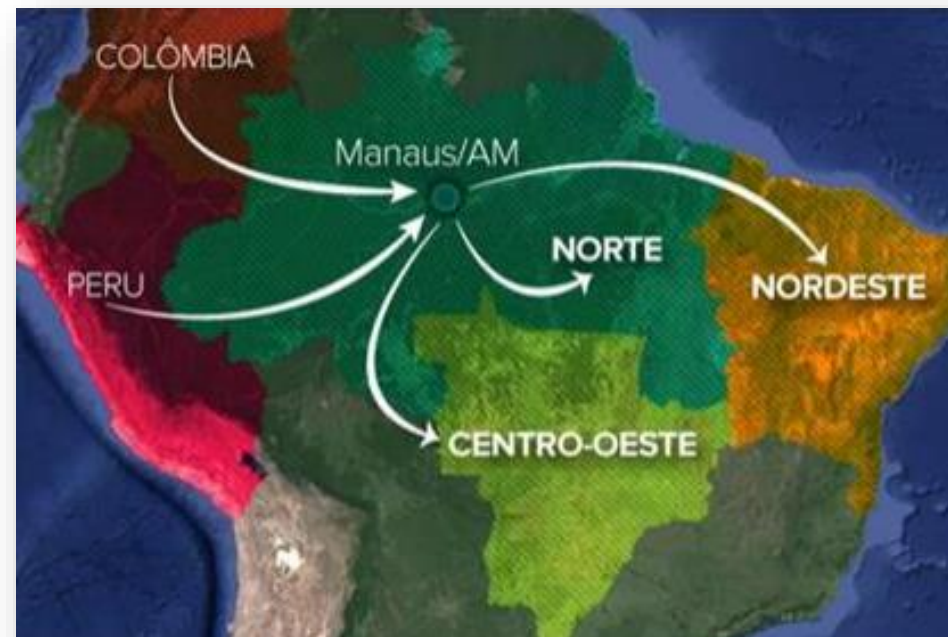 COLÔMBIA
Manaus/AM
NORTE
PERU
NORDESTE
CENTRO-OESTE